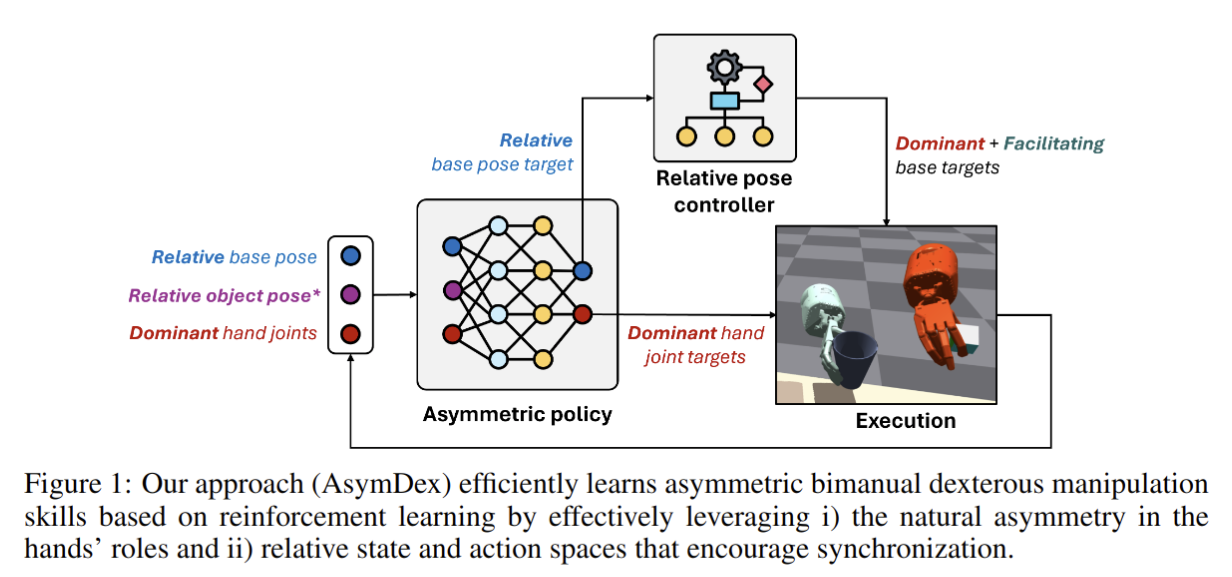 Relative
base pose target
Relative pose
controller
Dominant + Facilitating
base targets
Relative base pose
Relative object pose*
Dominant hand joints
Dominant hand
joint targets
Asymmetric policy
Execution
Figure 1: Our approach (AsymDex) efficiently learns asymmetric bimanual dexterous manipulation
skills based on reinforcement learning by effectively leveraging i) the natural asymmetry in the
hands’ roles and ii) relative state and action spaces that encourage synchronization.